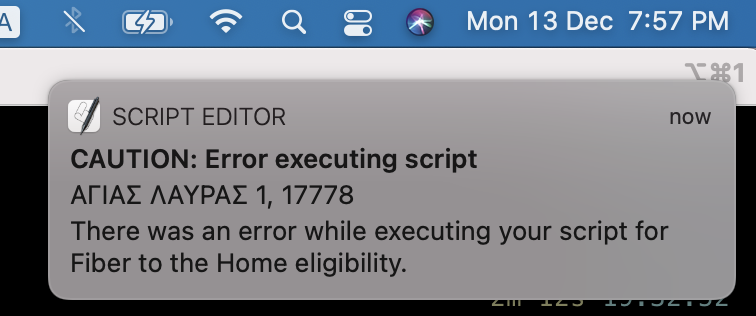 A
Mon 13 Dec 7:57 PM
⌥⌘1
SCRIPT EDITOR
now
CAUTION: Error executing script
ΑΓΙΑΣ ΛΑΥΡΑΣ 1, 17778
There was an error while executing your script for
Fiber to the Home eligibility.